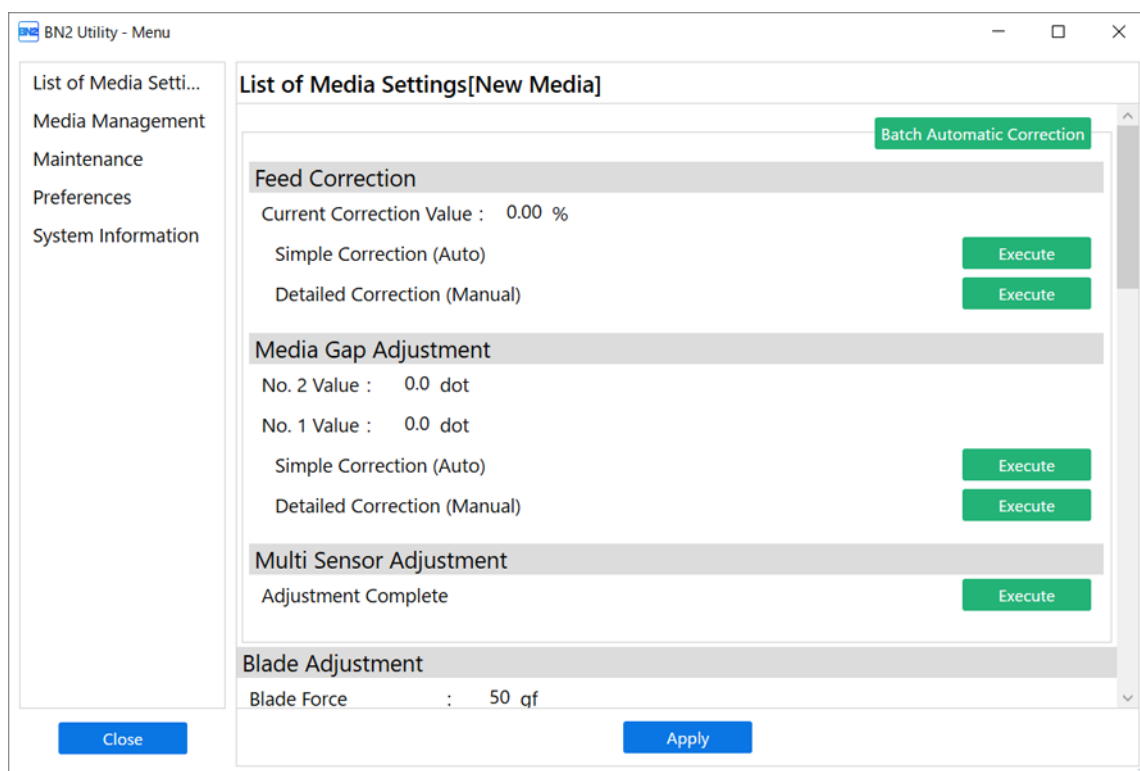 BN2 BN2 Utility - Menu
List of Media Setti...
Media Management
Maintenance
Preferences
System Information
Close
List of Media Settings[New Media]
Batch Automatic Correction
Feed Correction
Current Correction Value : 0.00 %
Simple Correction (Auto) Execute
Detailed Correction (Manual) Execute
Media Gap Adjustment
No. 2 Value : 0.0 dot
No. 1 Value : 0.0 dot
Simple Correction (Auto) Execute
Detailed Correction (Manual) Execute
Multi Sensor Adjustment
Adjustment Complete Execute
Blade Adjustment
Blade Force : 50 gf
Apply